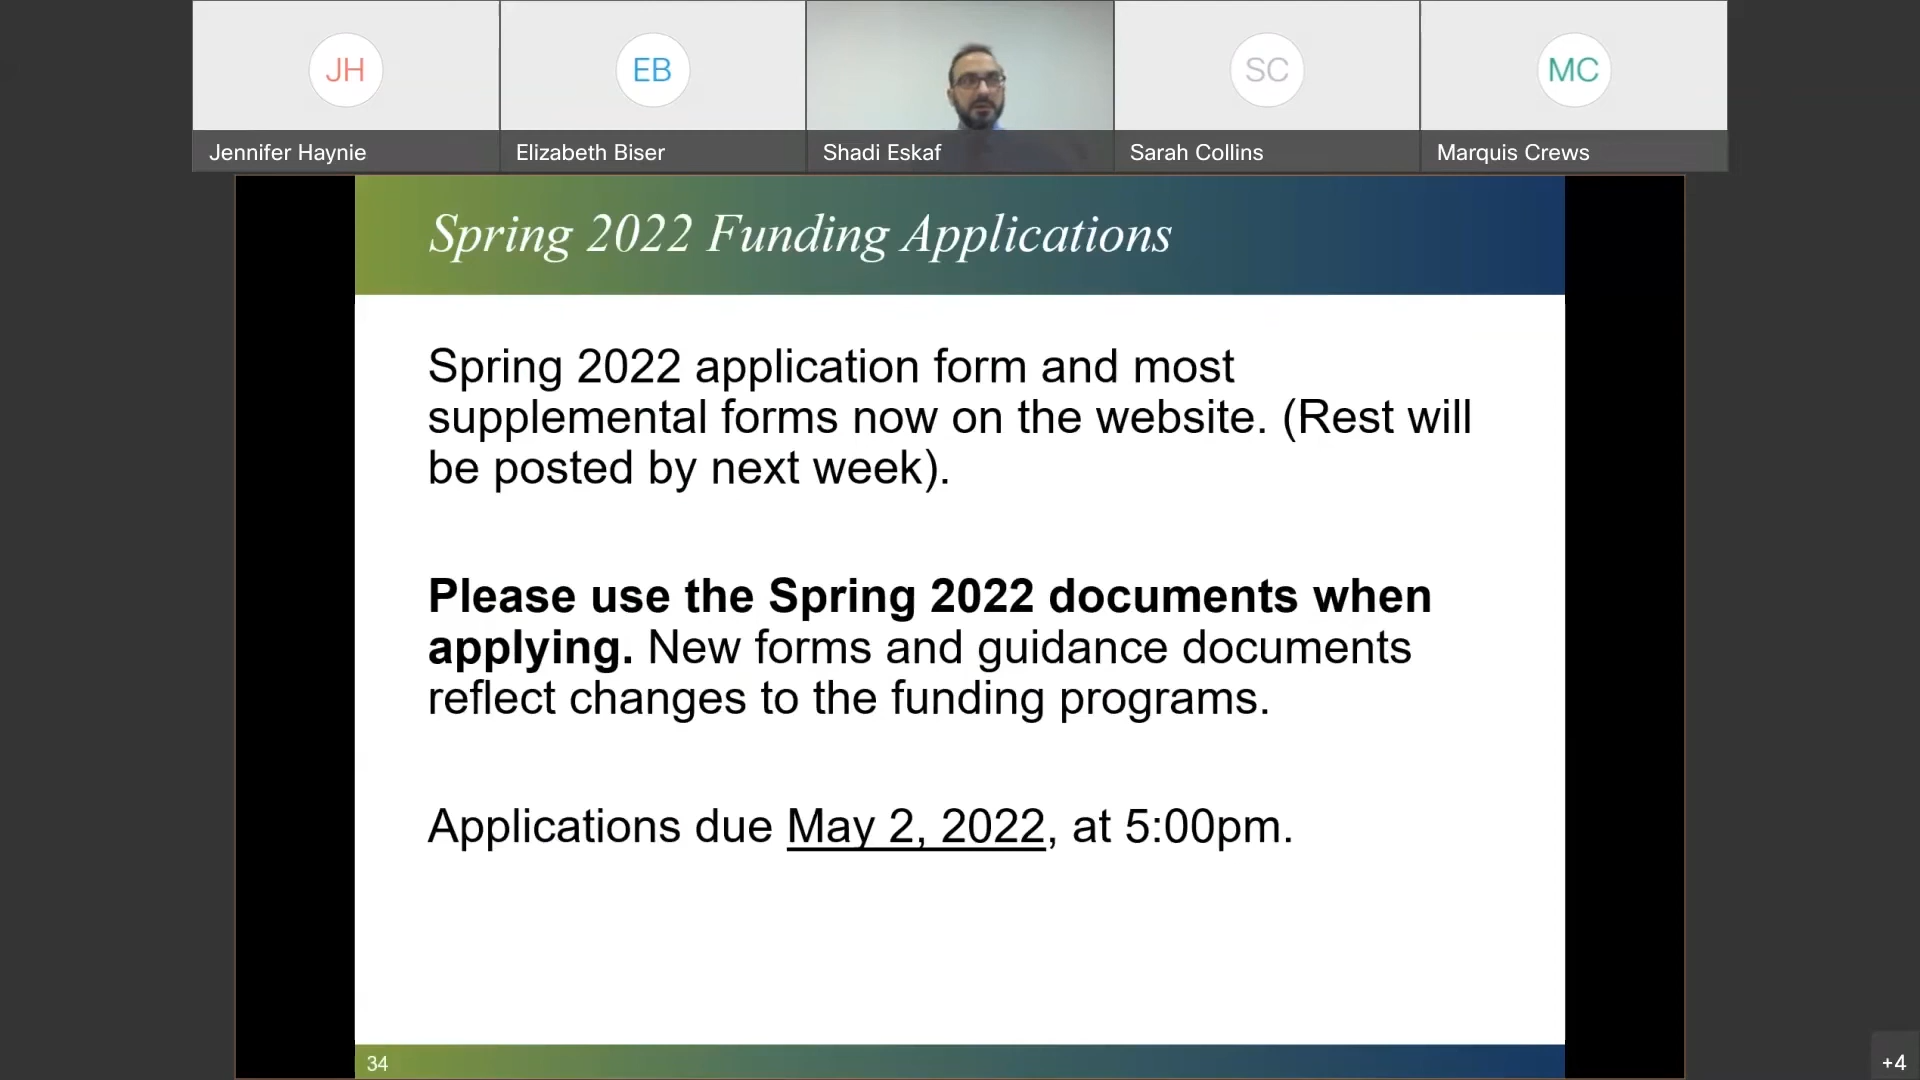 JH
EB
SC
MC
Jennifer Haynie
Elizabeth Biser
Shadi Eskaf
Sarah Collins
Marquis Crews
Spring 2022 Funding Applications
Spring 2022 application form and most
supplemental forms now on the website. (Rest will
be posted by next week).
Please use the Spring 2022 documents when
applying. New forms and guidance documents
reflect changes to the funding programs.
Applications due May 2, 2022, at 5:00pm.
34
+4